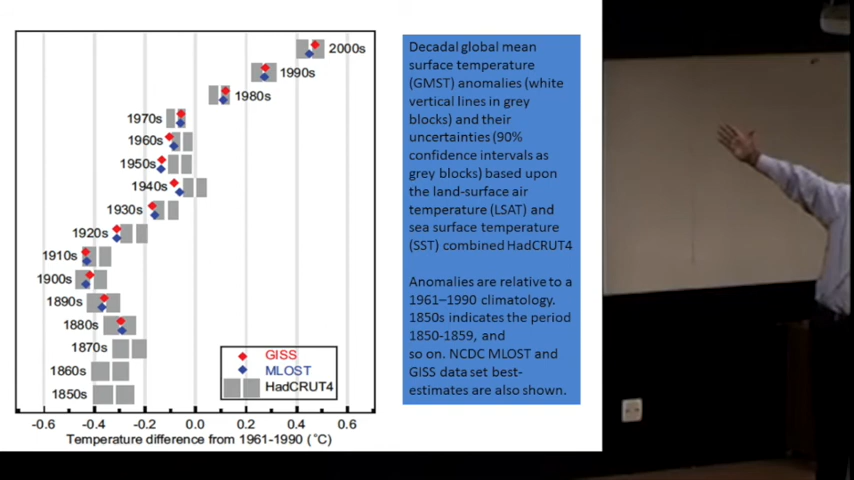 2000s
1990s
1980s
1970s
1960s
1950s
1940s
1930s
1920s
1910s
1900s
1890s
1880s
1870s
1860s
1850s
GISS
MLOST
HadCRUT4
-0.6 -0.4 -0.2 0.0 0.2 0.4 0.6
Temperature difference from 1961-1990 (°C)
Decadal global mean
surface temperature
(GMST) anomalies (white
vertical lines in grey
blocks) and their
uncertainties (90%
confidence intervals as
grey blocks) based upon
the land-surface air
temperature (LSAT) and
sea surface temperature
(SST) combined HadCRUT4
Anomalies are relative to a
1961–1990 climatology.
1850s indicates the period
1850-1859, and
so on. NCDC MLOST and
GISS data set best-
estimates are also shown.